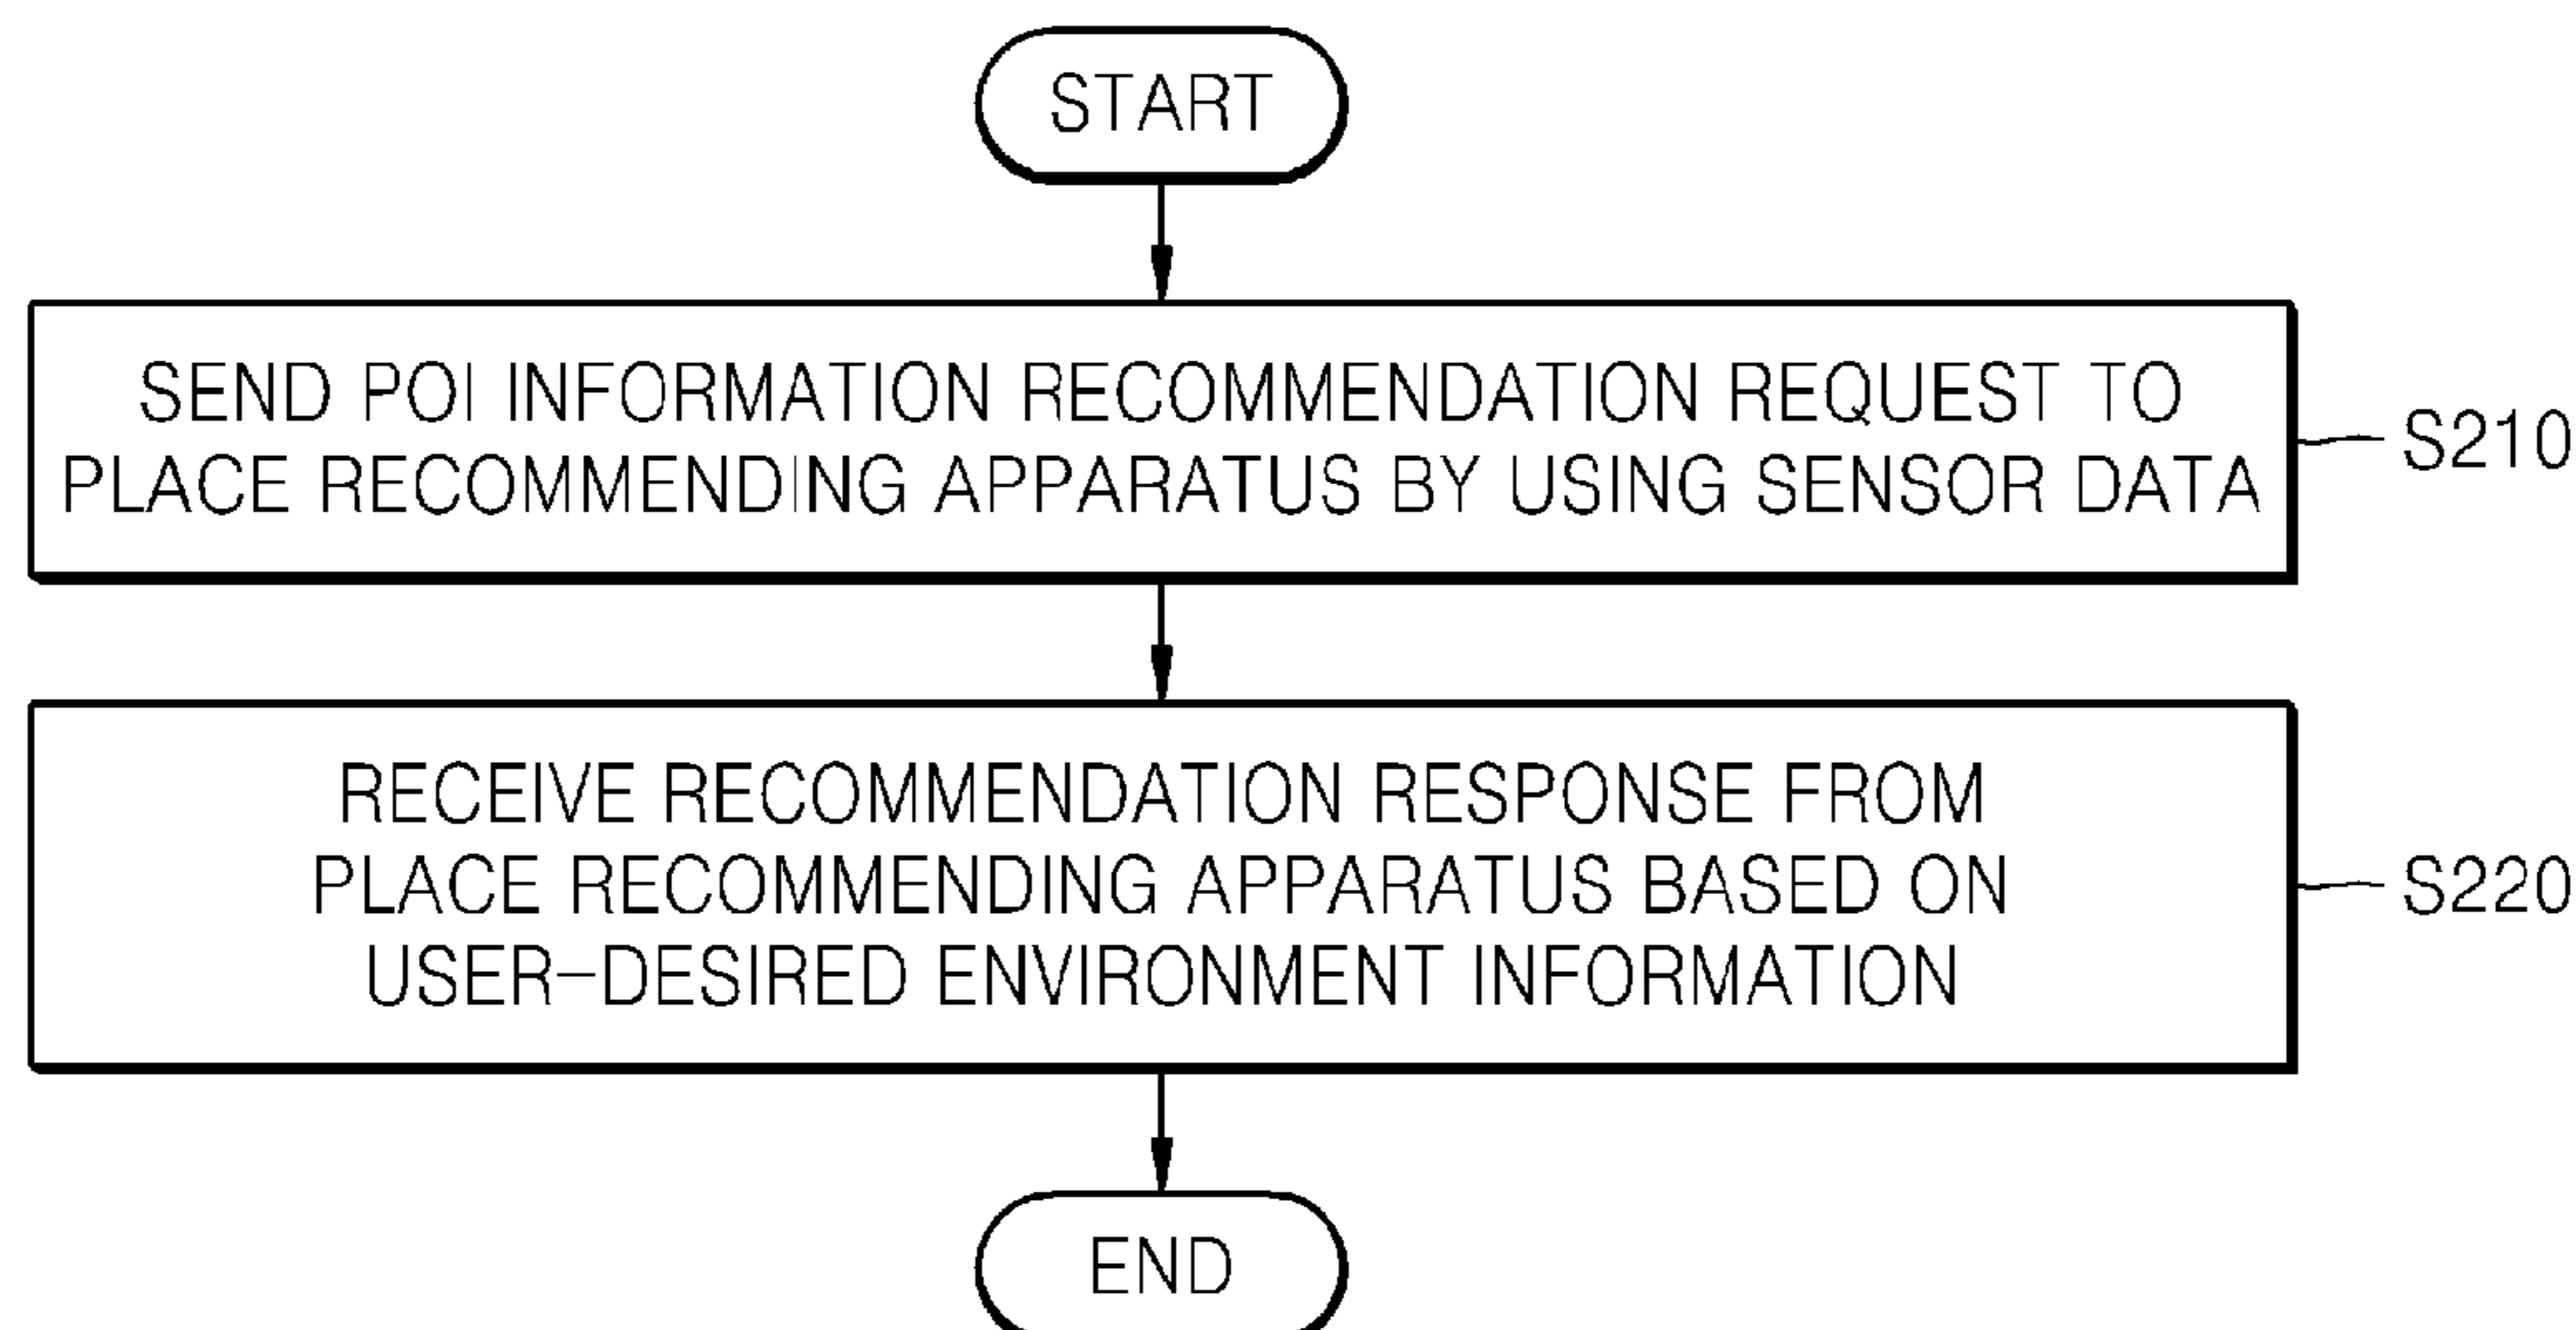 START
SEND POI INFORMATION RECOMMENDATION REQUEST TO
PLACE RECOMMENDING APPARATUS BY USING SENSOR DATA
S210
RECEIVE RECOMMENDATION RESPONSE FROM
PLACE RECOMMENDING APPARATUS BASED ON
USER-DESIRED ENVIRONMENT INFORMATION
S220
END